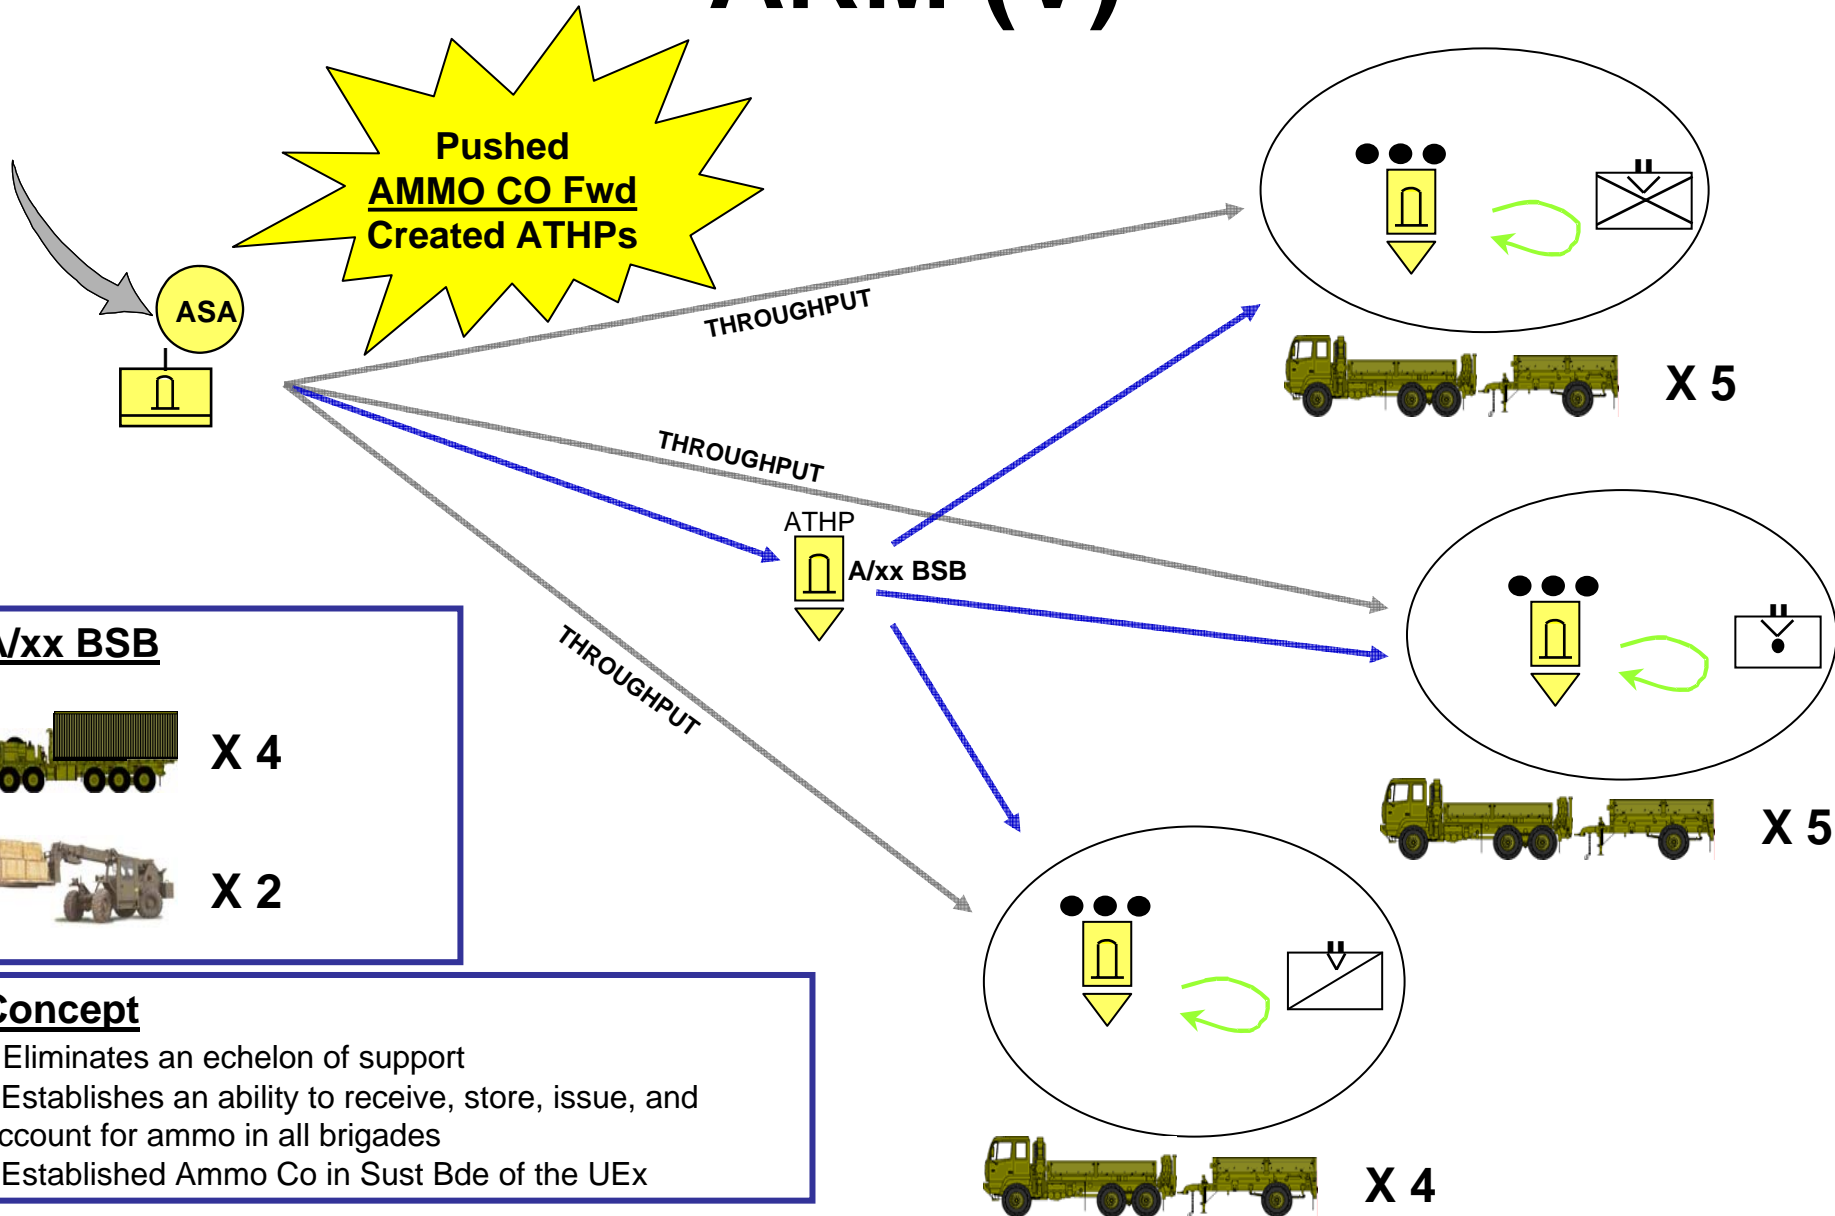 ARM (V)
Pushed
AMMO CO Fwd
Created ATHPs
ASA
THROUGHPUT
X 5
THROUGHPUT
ATHP
A/xx BSB
THROUGHPUT
X 5
A/xx BSB
X 4
X 2
Concept
Eliminates an echelon of support
Establishes an ability to receive, store, issue, and
ccount for ammo in all brigades
Established Ammo Co in Sust Bde of the UEx
X 4